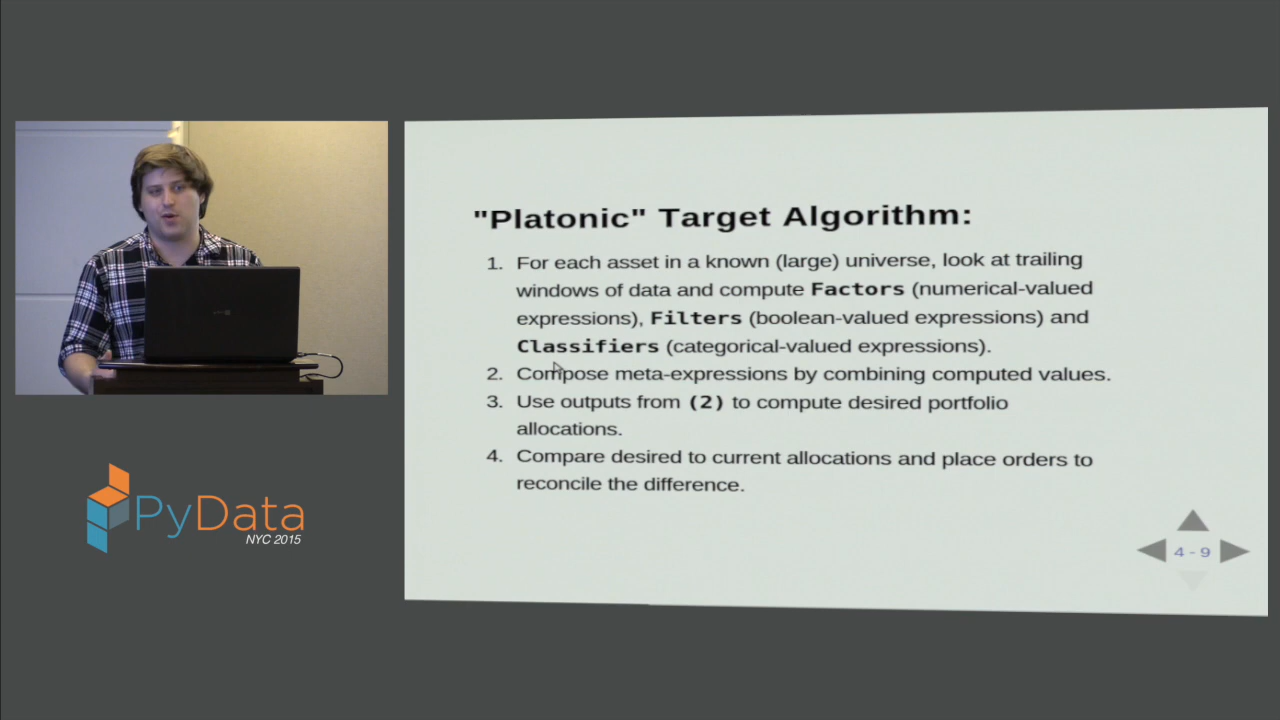 "Platonic" Target Algorithm:
1. For each asset in a known (large) universe, look at trailing
windows of data and compute Factors (numerical-valued
expressions), Filters (boolean-valued expressions) and
Classifiers (categorical-valued expressions).
2. Compose meta-expressions by combining computed values.
3. Use outputs from (2) to compute desired portfolio
allocations.
4. Compare desired to current allocations and place orders to
reconcile the difference.
4 - 9
PyData
NYC 2015